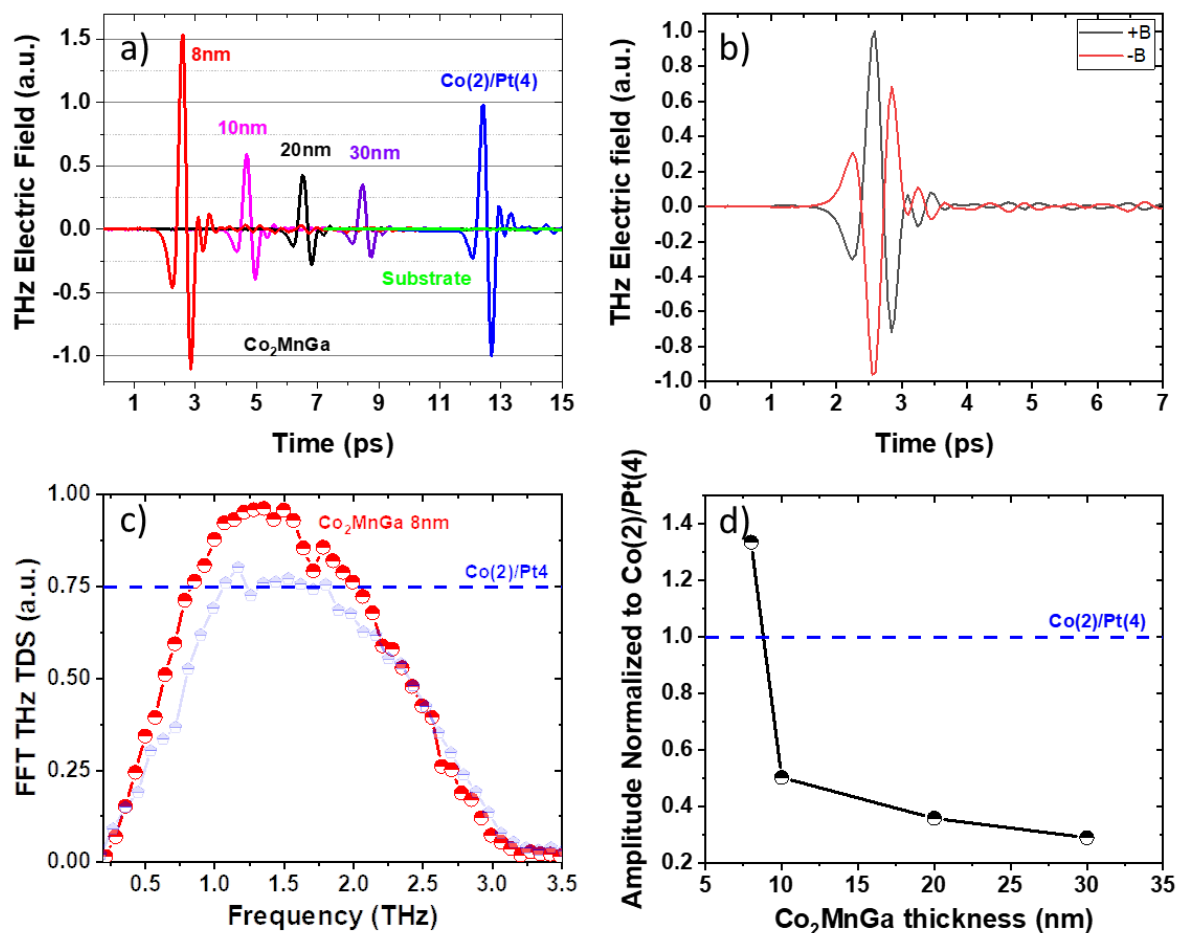 a)
8nm
10nm
20nm
30nm
Co(2)/Pt(4)
Substrate
Co₂MnGa
THz Electric Field (a.u.)
1.5
1.0
0.5
0.0
-0.5
-1.0
1 3 5 7 9 11 13 15
Time (ps)
b)
+B
-B
THz Electric field (a.u.)
1.0
0.8
0.6
0.4
0.2
0.0
-0.2
-0.4
-0.6
-0.8
-1.0
0 1 2 3 4 5 6 7
Time (ps)
c)
Co₂MnGa 8nm
Co(2)/Pt4
FFT THz TDS (a.u.)
1.00
0.75
0.50
0.25
0.00
0.5 1.0 1.5 2.0 2.5 3.0 3.5
Frequency (THz)
d)
Co(2)/Pt(4)
Amplitude Normalized to Co(2)/Pt(4)
1.4
1.2
1.0
0.8
0.6
0.4
0.2
5 10 15 20 25 30 35
Co₂MnGa thickness (nm)